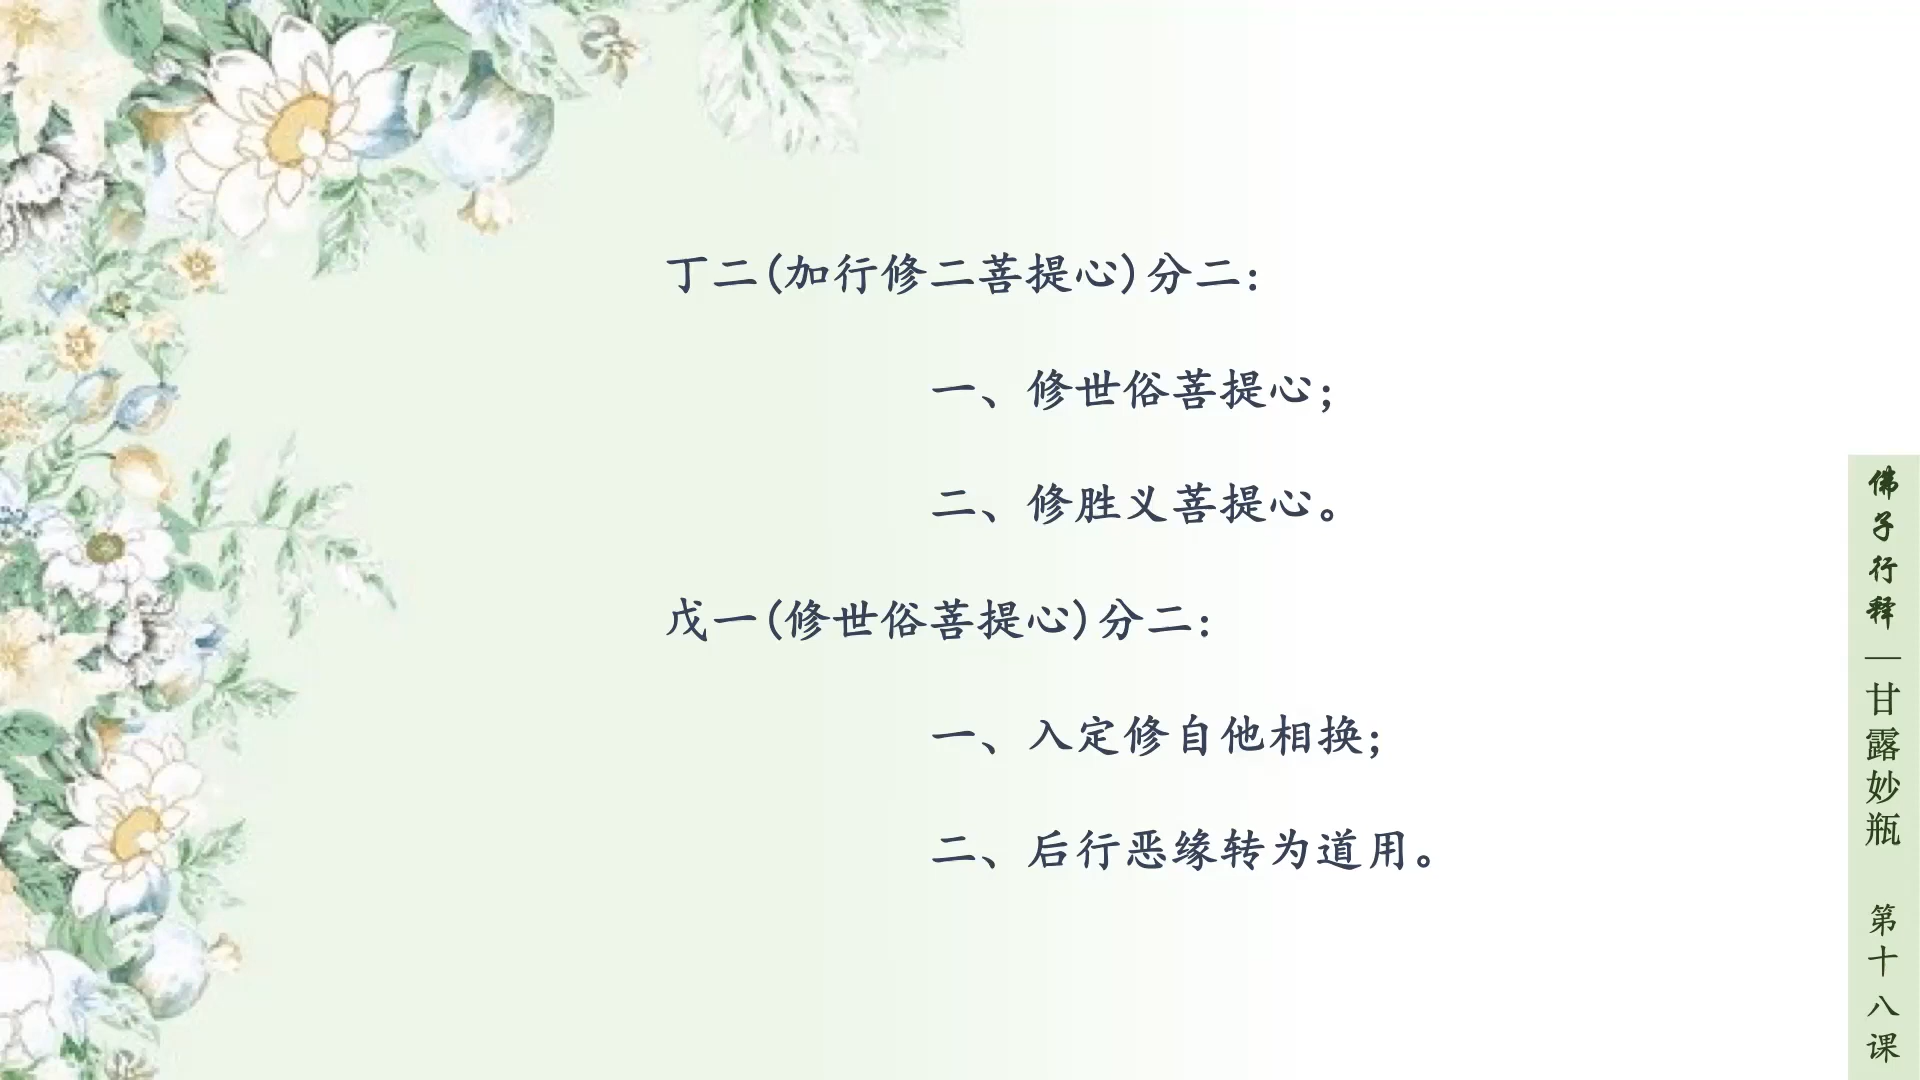 丁二(加行修二菩提心)分二:
一、修世俗菩提心;
二、修胜义菩提心。
戊一(修世俗菩提心)分二:
一、入定修自他相换;
二、后行恶缘转为道用。
佛子行释—甘露妙瓶 第十八课